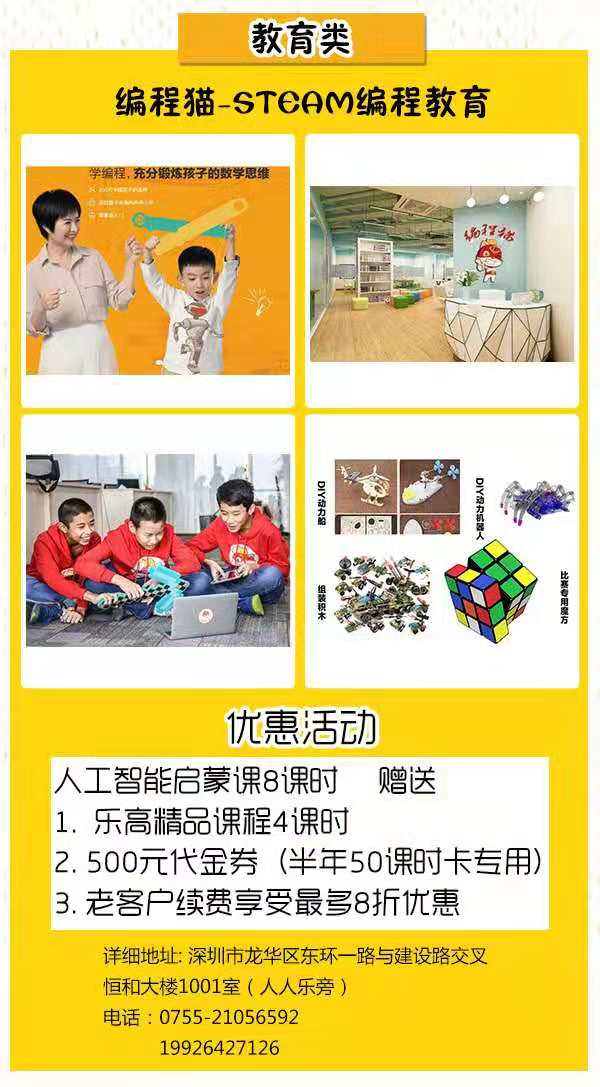 教育类
编程猫-STEAM编程教育
学编程,充分锻炼孩子的数学思维
编程猫
DIY动力船
DIY动力机器人
组装积木
比赛专用魔方
优惠活动
人工智能启蒙课8课时 赠送
1. 乐高精品课程4课时
2. 500元代金券 (半年50课时卡专用)
3. 老客户续费享受最多8折优惠
详细地址: 深圳市龙华区东环一路与建设路交叉
恒和大楼1001室 ( 人人乐旁 )
电话：0755-21056592
19926427126